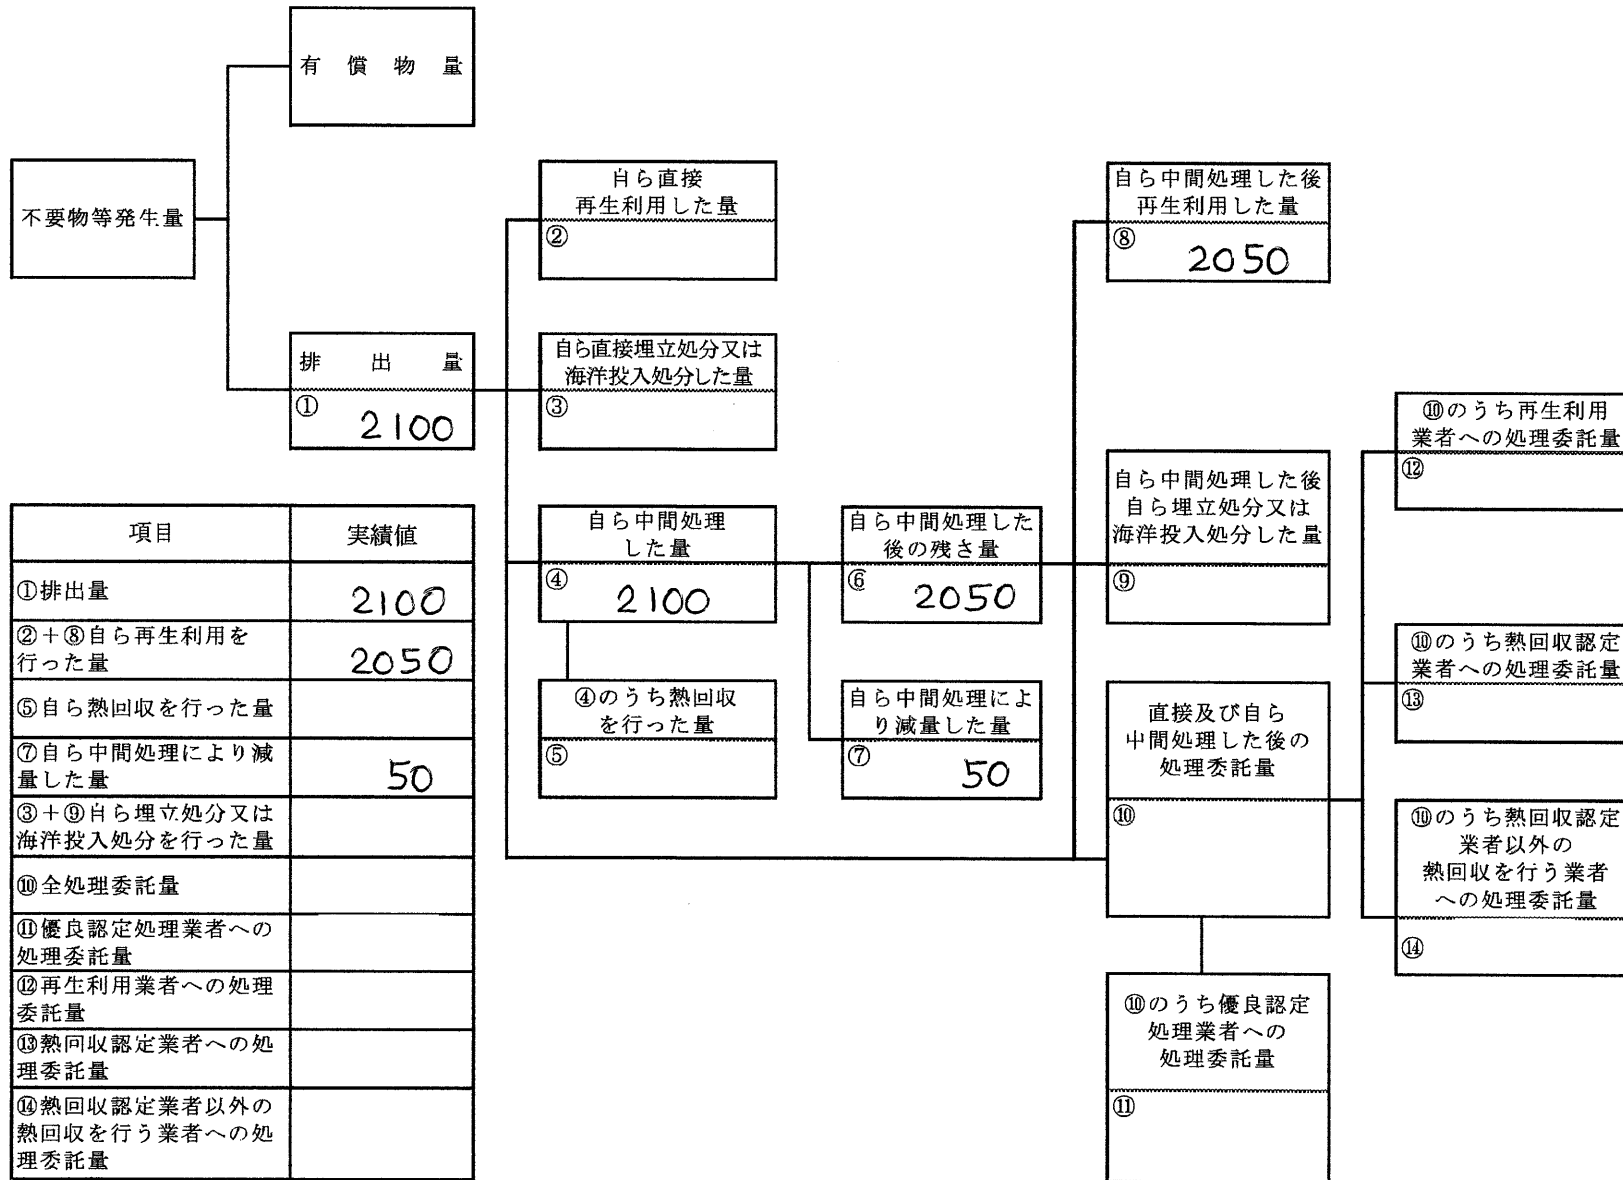 有償物量
不要物等発生量
排出量
①
2100
自ら直接
再生利用した量
②
自ら直接埋立処分又は
海洋投入処分した量
③
自ら中間処理
した量
④
2100
④のうち熱回収
を行った量
⑤
自ら中間処理した
後の残さ量
⑥
2050
自ら中間処理によ
り減量した量
⑦
50
自ら中間処理した後
再生利用した量
⑧
2050
自ら中間処理した後
自ら埋立処分又は
海洋投入処分した量
⑨
直接及び自ら
中間処理した後の
処理委託量
⑩
⑩のうち優良認定
処理業者への
処理委託量
⑪
⑩のうち再生利用
業者への処理委託量
⑫
⑩のうち熱回収認定
業者への処理委託量
⑬
⑩のうち熱回収認定
業者以外の
熱回収を行う業者
への処理委託量
⑭
項目 実績値
①排出量 2100
②+⑧自ら再生利用を
行った量 2050
⑤自ら熱回収を行った量
⑦自ら中間処理により減
量した量 50
③+⑨自ら埋立処分又は
海洋投入処分を行った量
⑩全処理委託量
⑪優良認定処理業者への
処理委託量
⑫再生利用業者への処理
委託量
⑬熱回収認定業者への処
理委託量
⑭熱回収認定業者以外の
熱回収を行う業者への処
理委託量